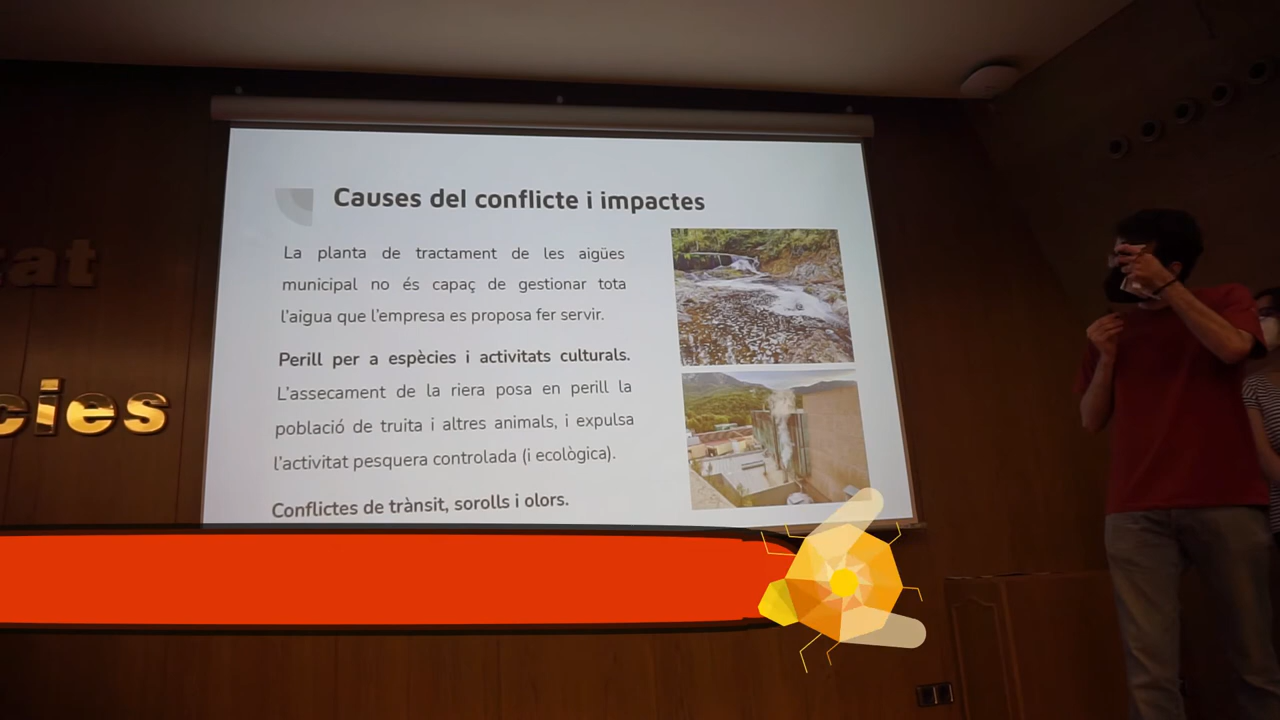 Causes del conflicte i impactes
La planta de tractament de les aigües
municipal no és capaç de gestionar tota
l'aigua que l'empresa es proposa fer servir.
Perill per a espècies i activitats culturals.
L'assecament de la riera posa en perill la
població de truita i altres animals, i expulsa
l'activitat pesquera controlada (i ecològica).
Conflictes de trànsit, sorolls i olors.
tat
cies